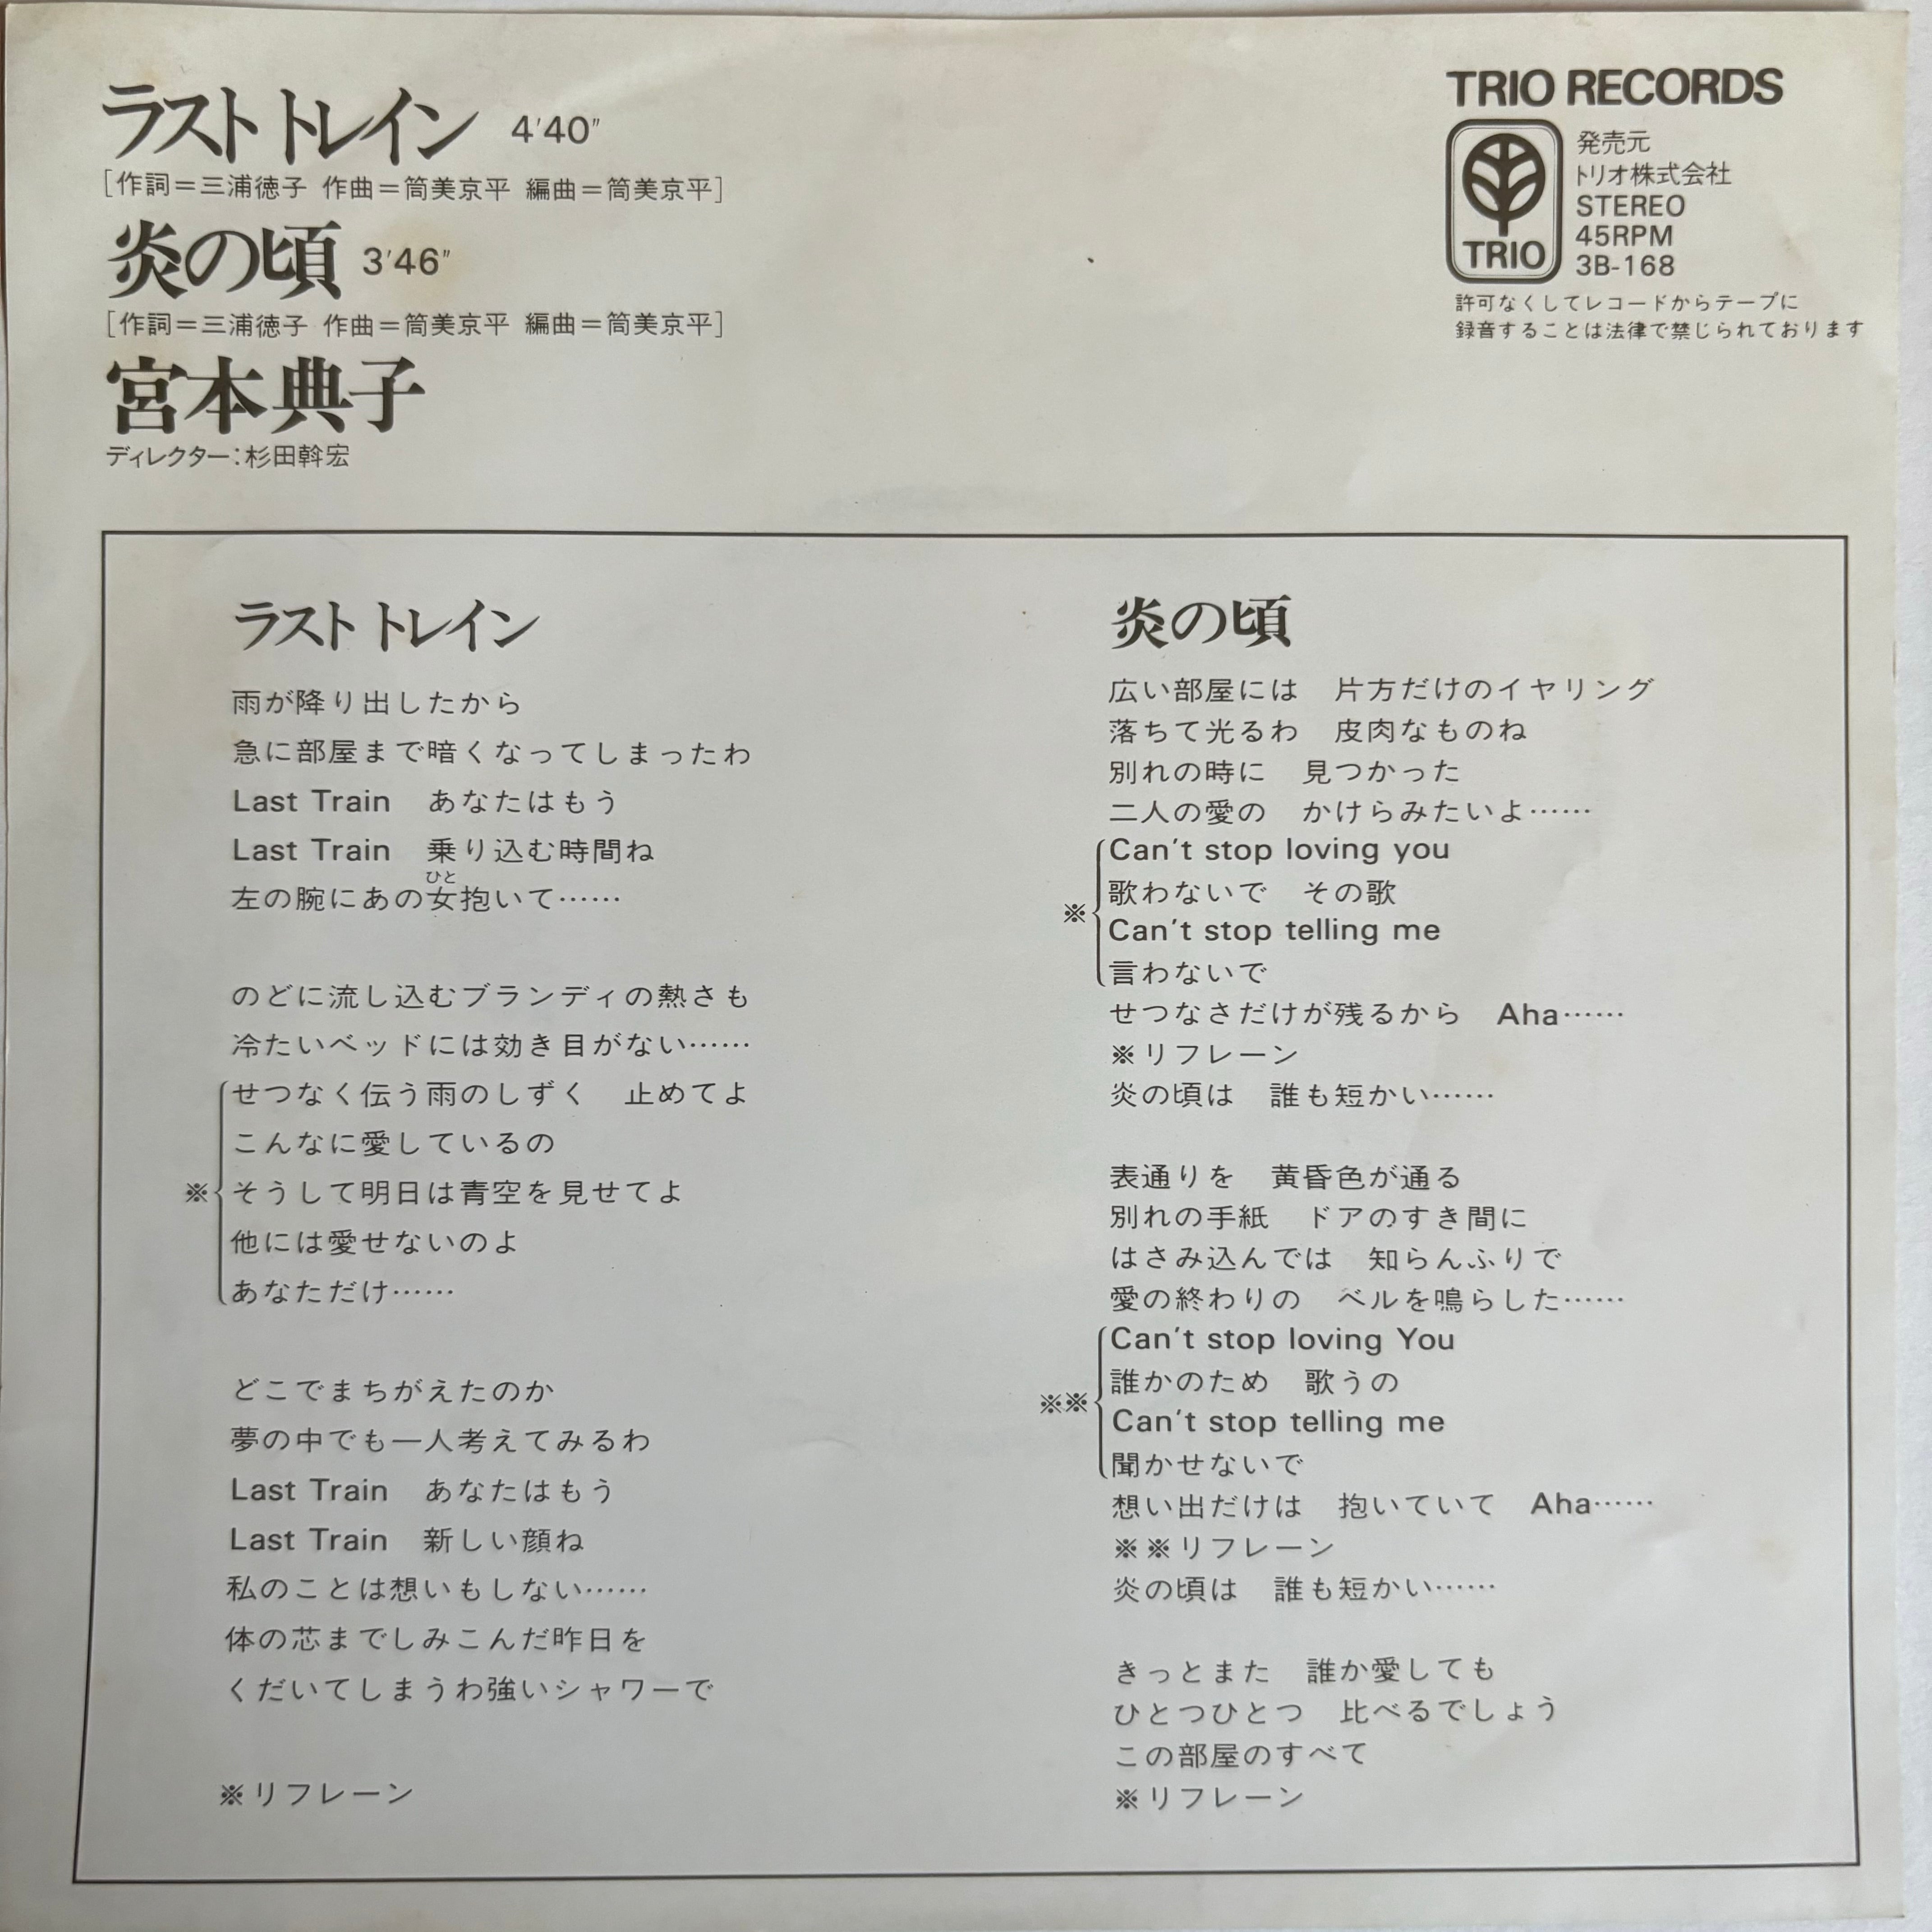 ラスト トレイン 4′40″
[作詞=三浦徳子 作曲=筒美京平 編曲=筒美京平]
炎の頃 3′46″
[作詞=三浦徳子 作曲=筒美京平 編曲=筒美京平]
宮本典子
ディレクター:杉田幹宏
TRIO RECORDS
TRIO
発売元
トリオ株式会社
STEREO
45RPM
3B-168
許可なくしてレコードからテープに
録音することは法律で禁じられております
ラスト トレイン
雨が降り出したから
急に部屋まで暗くなってしまったわ
Last Train あなたはもう
Last Train 乗り込む時間ね
ひと
左の腕にあの女抱いて……
のどに流し込むブランディの熱さも
冷たいベッドには効き目がない……
せつなく伝う雨のしずく 止めてよ
こんなに愛しているの
※そうして明日は青空を見せてよ
他には愛せないのよ
あなただけ……
どこでまちがえたのか
夢の中でも一人考えてみるわ
Last Train あなたはもう
Last Train 新しい顔ね
私のことは想いもしない……
体の芯までしみこんだ昨日を
くだいてしまうわ強いシャワーで
※リフレーン
炎の頃
広い部屋には 片方だけのイヤリング
落ちて光るわ 皮肉なものね
別れの時に 見つかった
二人の愛の かけらみたいよ……
Can't stop loving you
※歌わないで その歌
Can't stop telling me
言わないで
せつなさだけが残るから Aha……
※リフレーン
炎の頃は 誰も短かい……
表通りを 黄昏色が通る
別れの手紙 ドアのすき間に
はさみ込んでは 知らんふりで
愛の終わりの ベルを鳴らした……
Can't stop loving You
※※誰かのため 歌うの
Can't stop telling me
聞かせないで
想い出だけは 抱いていて Aha……
※※リフレーン
炎の頃は 誰も短かい……
きっとまた 誰か愛しても
ひとつひとつ 比べるでしょう
この部屋のすべて
※リフレーン